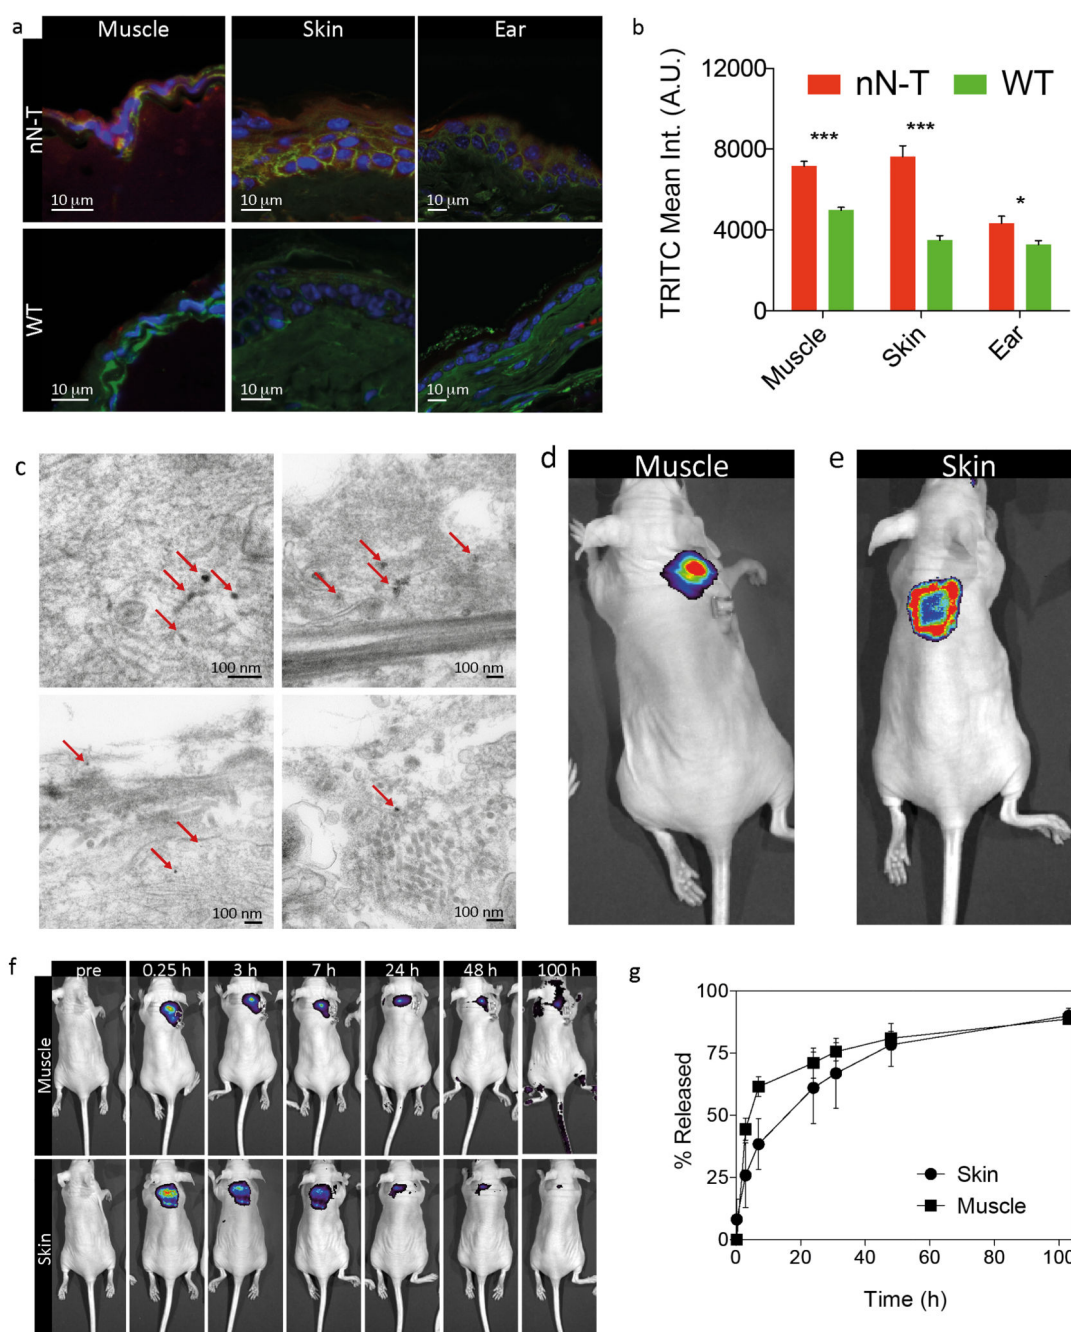 a
Muscle
Skin
Ear
nN-T
10 µm
10 µm
10 µm
WT
10 µm
10 µm
10 µm
b
TRITC Mean Int. (A.U.)
12000
8000
4000
0
nN-T
WT
***
***
*
Muscle
Skin
Ear
c
100 nm
100 nm
100 nm
100 nm
d
Muscle
e
Skin
f
pre
0.25 h
3 h
7 h
24 h
48 h
100 h
Muscle
Skin
g
% Released
100
75
50
25
0
Skin
Muscle
0
20
40
60
80
100
Time (h)